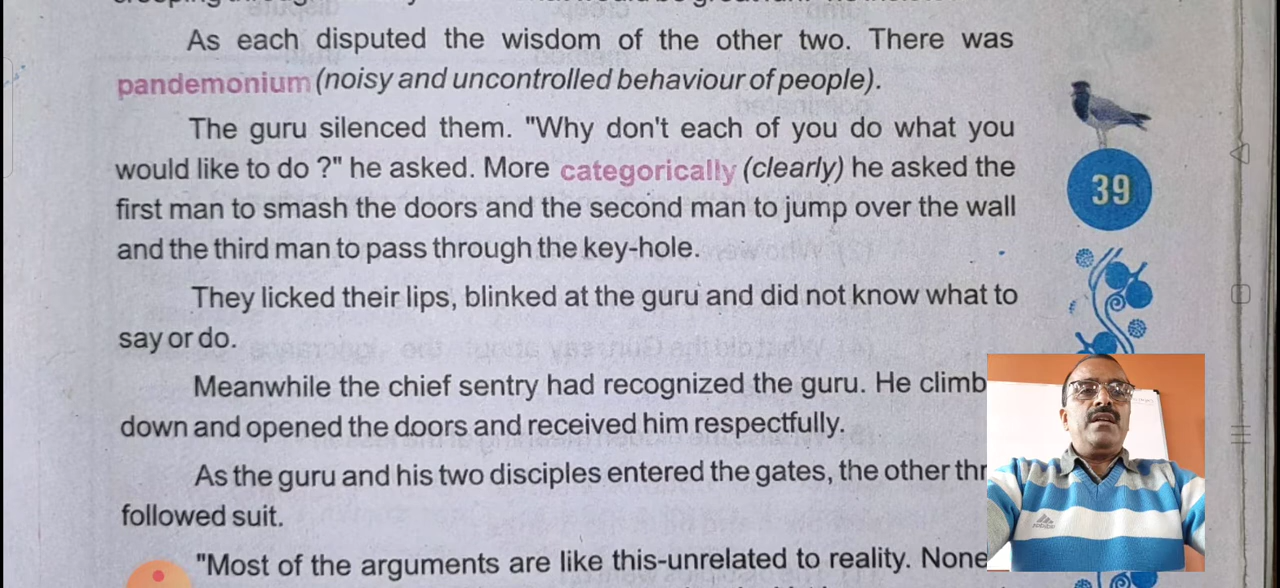 As each disputed the wisdom of the other two. There was
pandemonium (noisy and uncontrolled behaviour of people).
The guru silenced them. "Why don't each of you do what you
would like to do ?" he asked. More categorically (clearly) he asked the
first man to smash the doors and the second man to jump over the wall
and the third man to pass through the key-hole.
39
They licked their lips, blinked at the guru and did not know what to
say or do.
Meanwhile the chief sentry had recognized the guru. He climb
down and opened the doors and received him respectfully.
As the guru and his two disciples entered the gates, the other thr
followed suit.
"Most of the arguments are like this-unrelated to reality. None